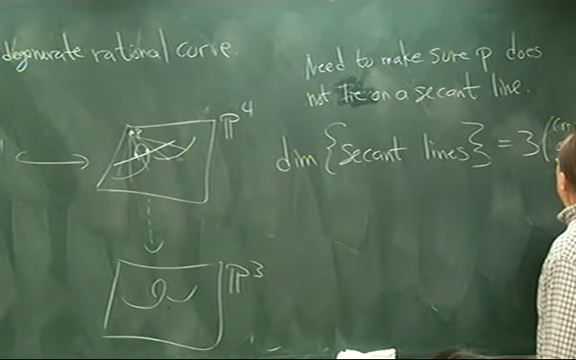 degenerate rational curve.
Need to make sure p does
not lie on a secant line.
ℙ⁴
dim {secant lines} = 3 (
ℙ³